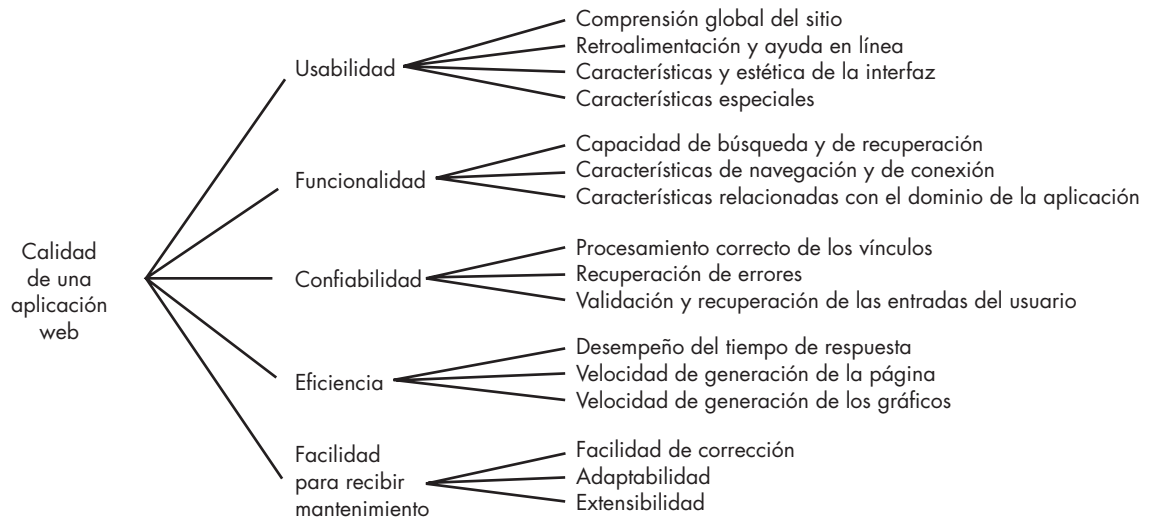 Calidad
de una
aplicación
web
Usabilidad
Comprensión global del sitio
Retroalimentación y ayuda en línea
Características y estética de la interfaz
Características especiales
Funcionalidad
Capacidad de búsqueda y de recuperación
Características de navegación y de conexión
Características relacionadas con el dominio de la aplicación
Confiabilidad
Procesamiento correcto de los vínculos
Recuperación de errores
Validación y recuperación de las entradas del usuario
Eficiencia
Desempeño del tiempo de respuesta
Velocidad de generación de la página
Velocidad de generación de los gráficos
Facilidad
para recibir
mantenimiento
Facilidad de corrección
Adaptabilidad
Extensibilidad